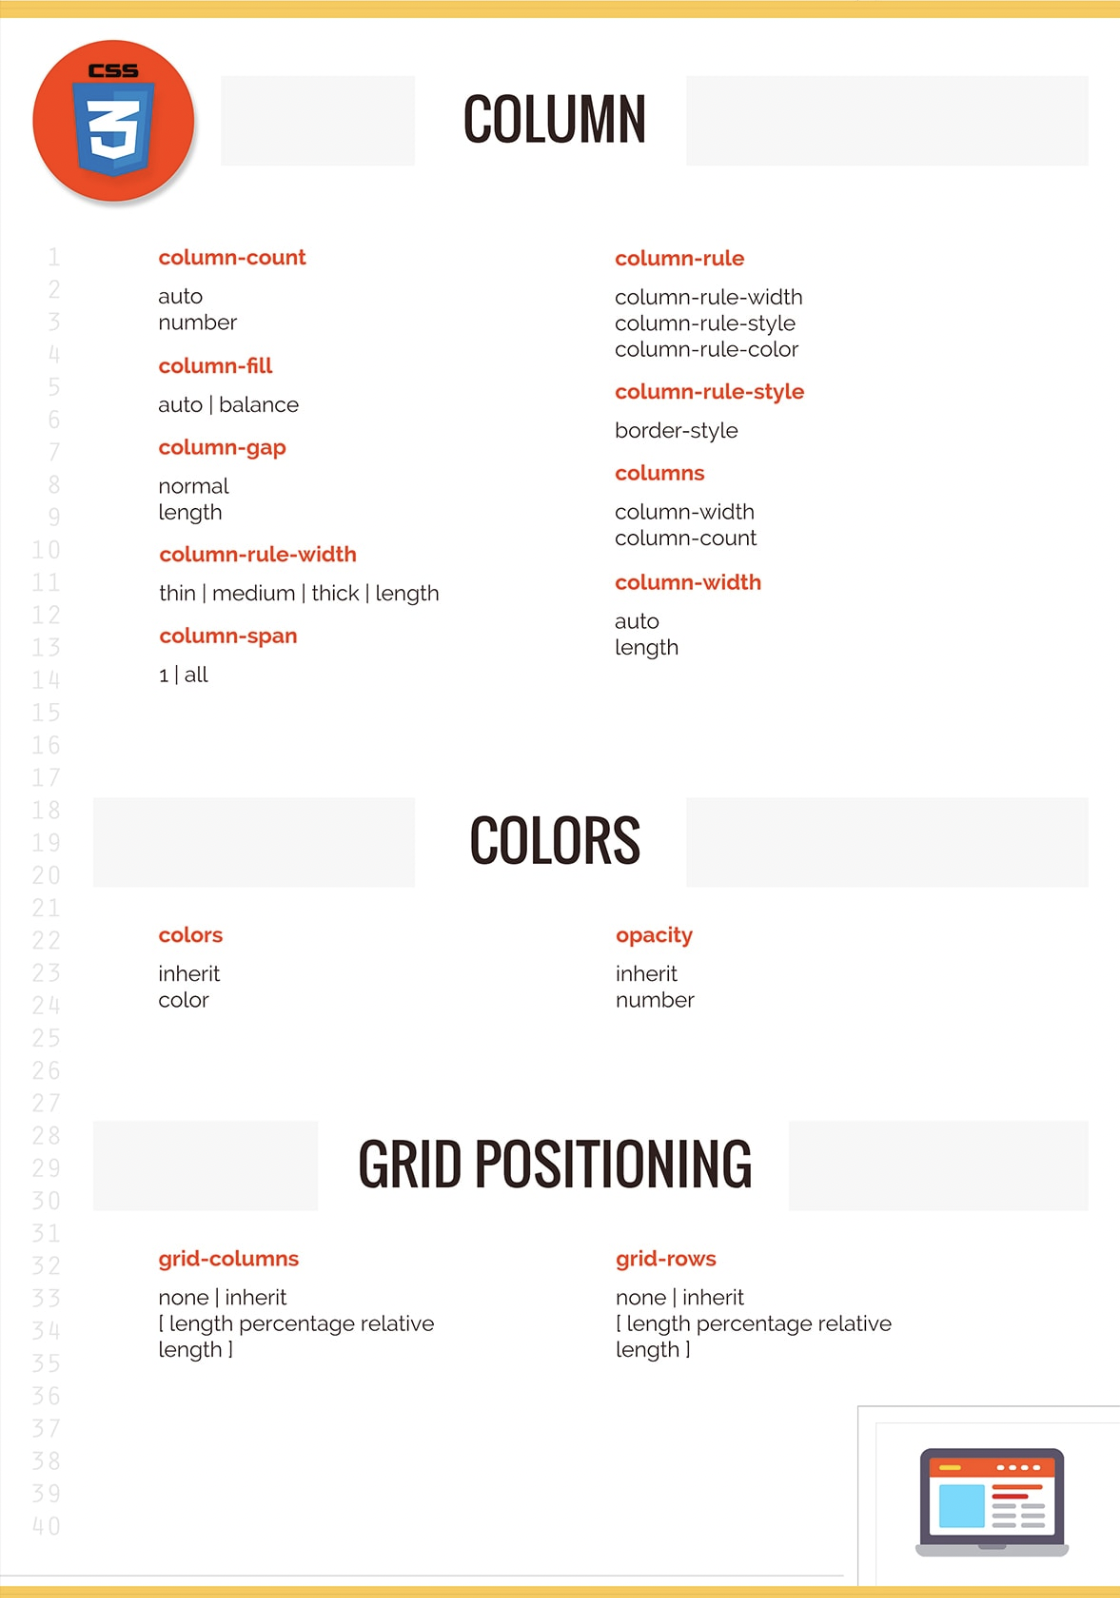 CSS
3
COLUMN
1
2
3
4
5
6
7
8
9
10
11
12
13
14
15
16
17
18
19
20
21
22
23
24
25
26
27
28
29
30
31
32
33
34
35
36
37
38
39
40
column-count
auto
number
column-fill
auto | balance
column-gap
normal
length
column-rule-width
thin | medium | thick | length
column-span
1 | all
column-rule
column-rule-width
column-rule-style
column-rule-color
column-rule-style
border-style
columns
column-width
column-count
column-width
auto
length
COLORS
colors
inherit
color
opacity
inherit
number
GRID POSITIONING
grid-columns
none | inherit
[ length percentage relative
length ]
grid-rows
none | inherit
[ length percentage relative
length ]